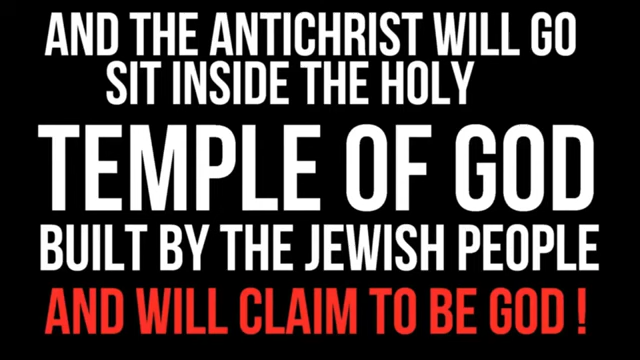 AND THE ANTICHRIST WILL GO
SIT INSIDE THE HOLY
TEMPLE OF GOD
BUILT BY THE JEWISH PEOPLE
AND WILL CLAIM TO BE GOD !